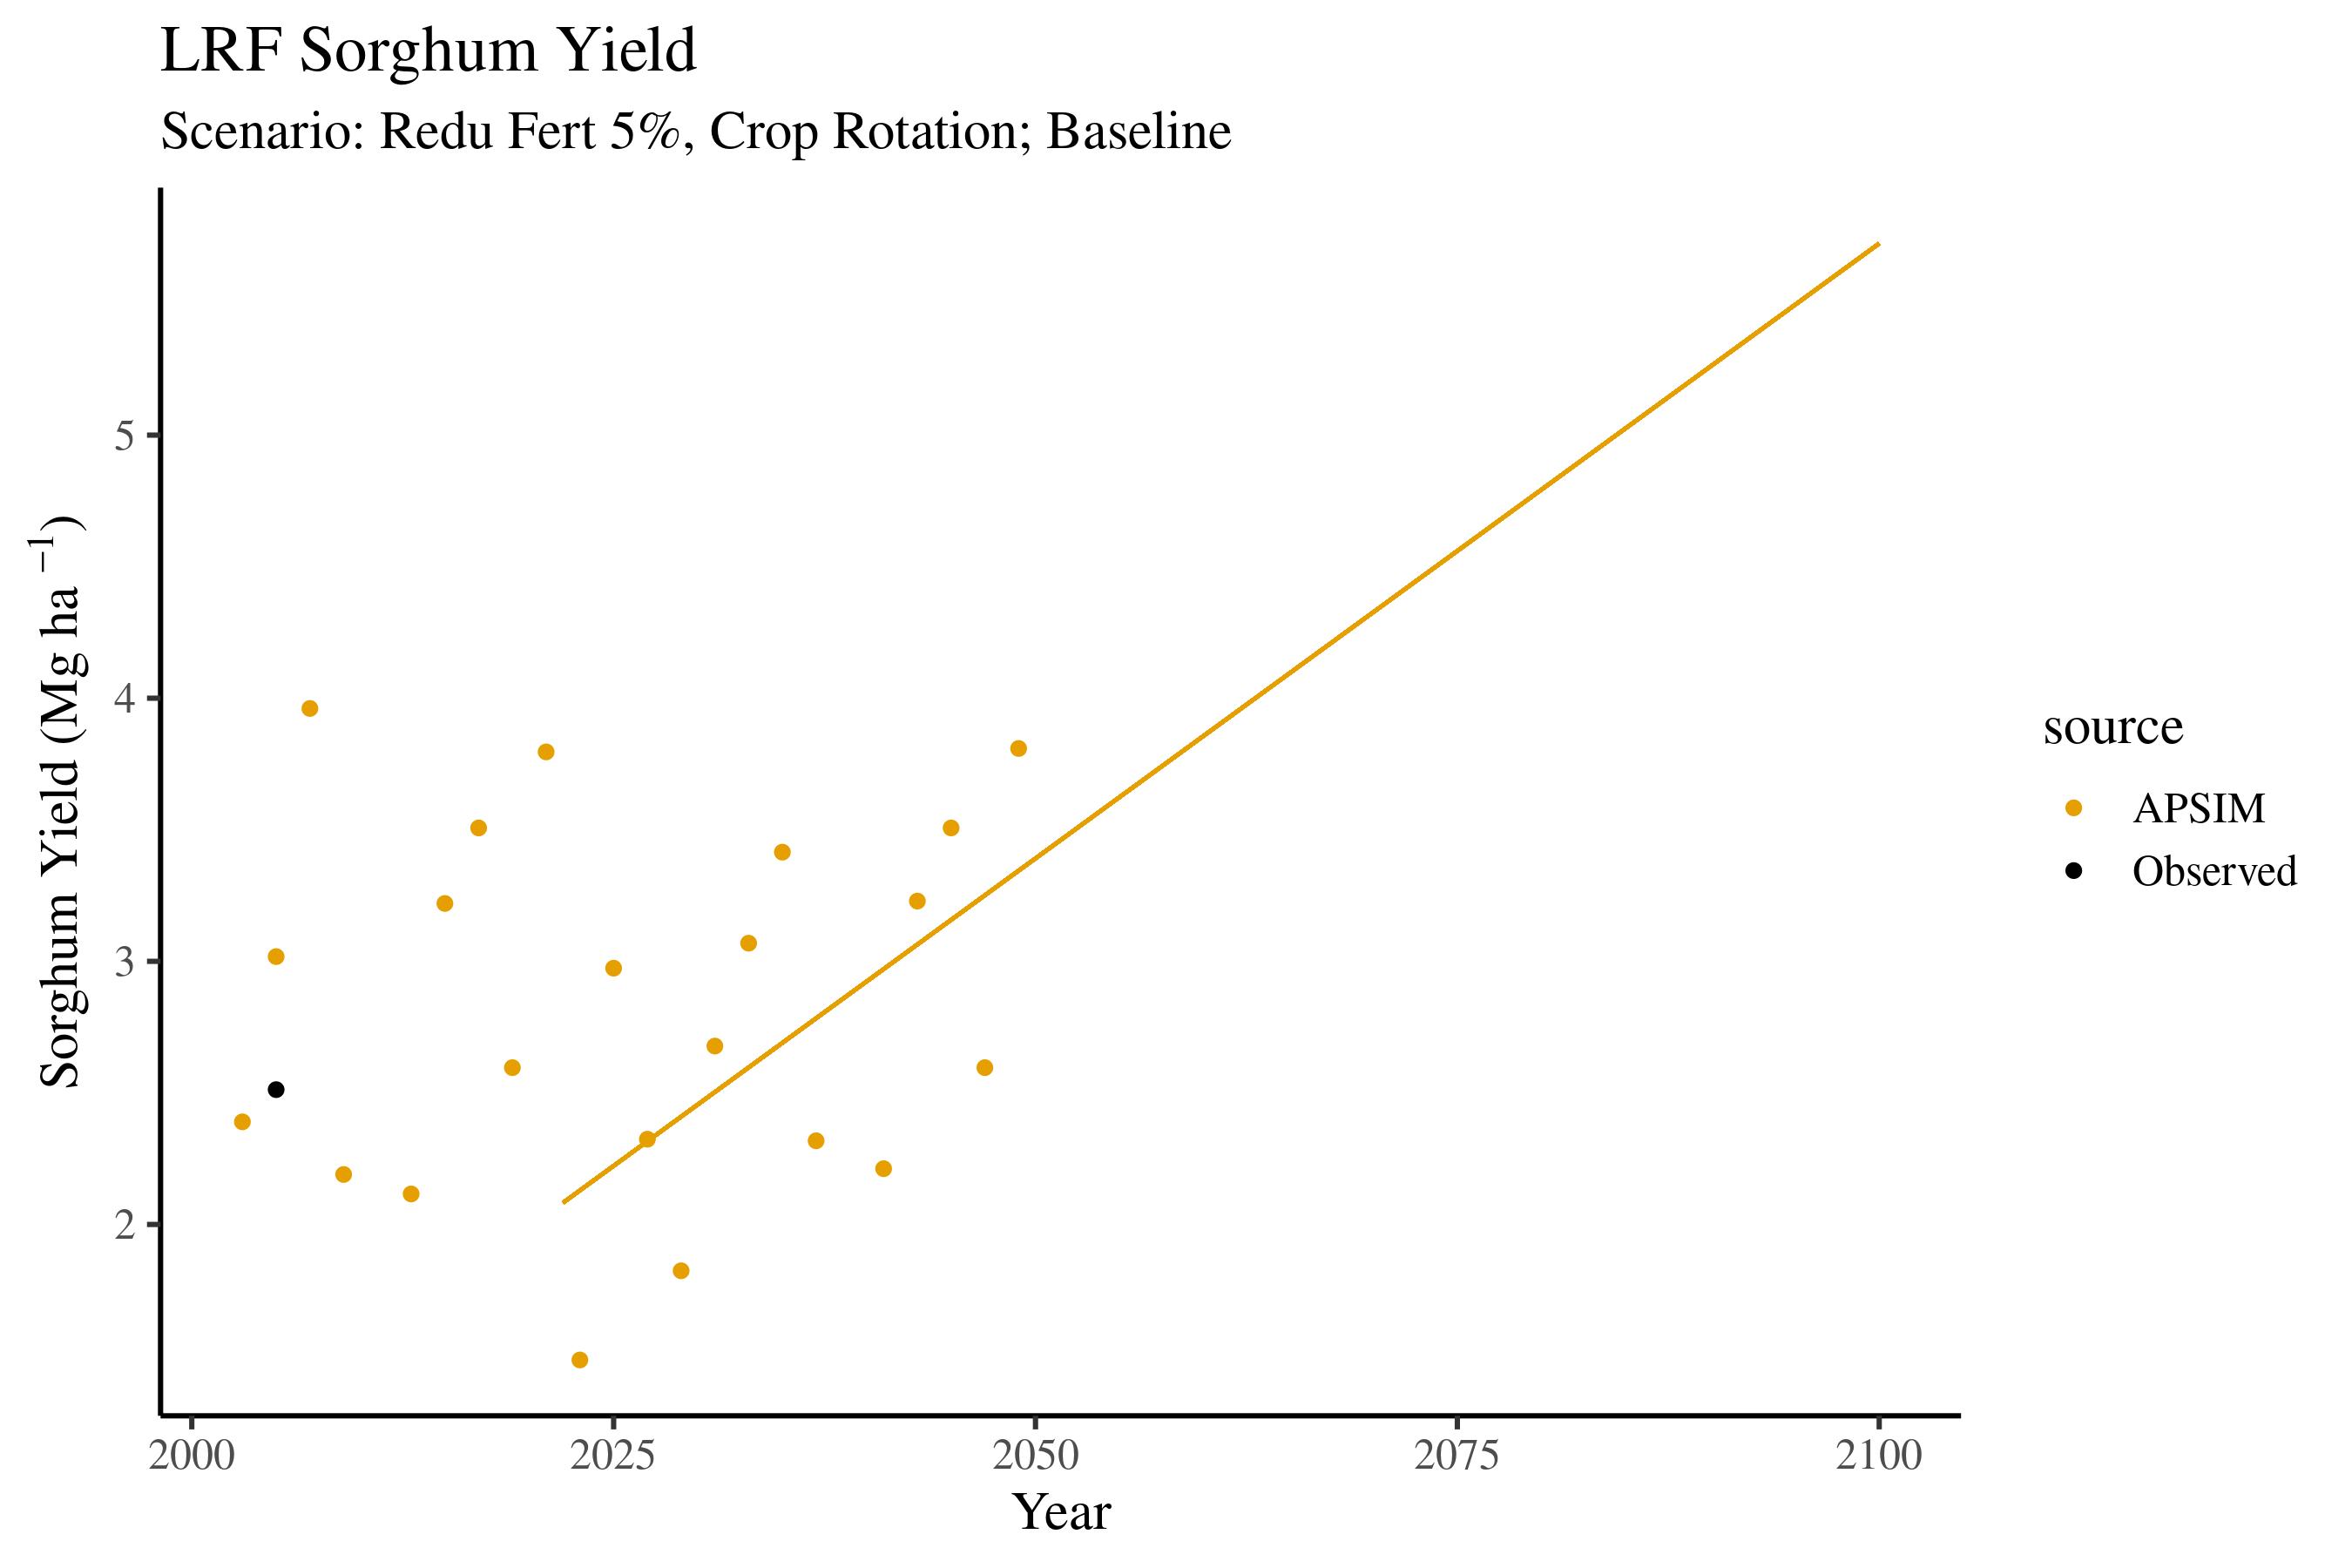 LRF Sorghum Yield
Scenario: Redu Fert 5%, Crop Rotation; Baseline
Sorghum Yield (Mg ha⁻¹)
5
4
3
2
2000 2025 2050 2075 2100
Year
source
APSIM
Observed